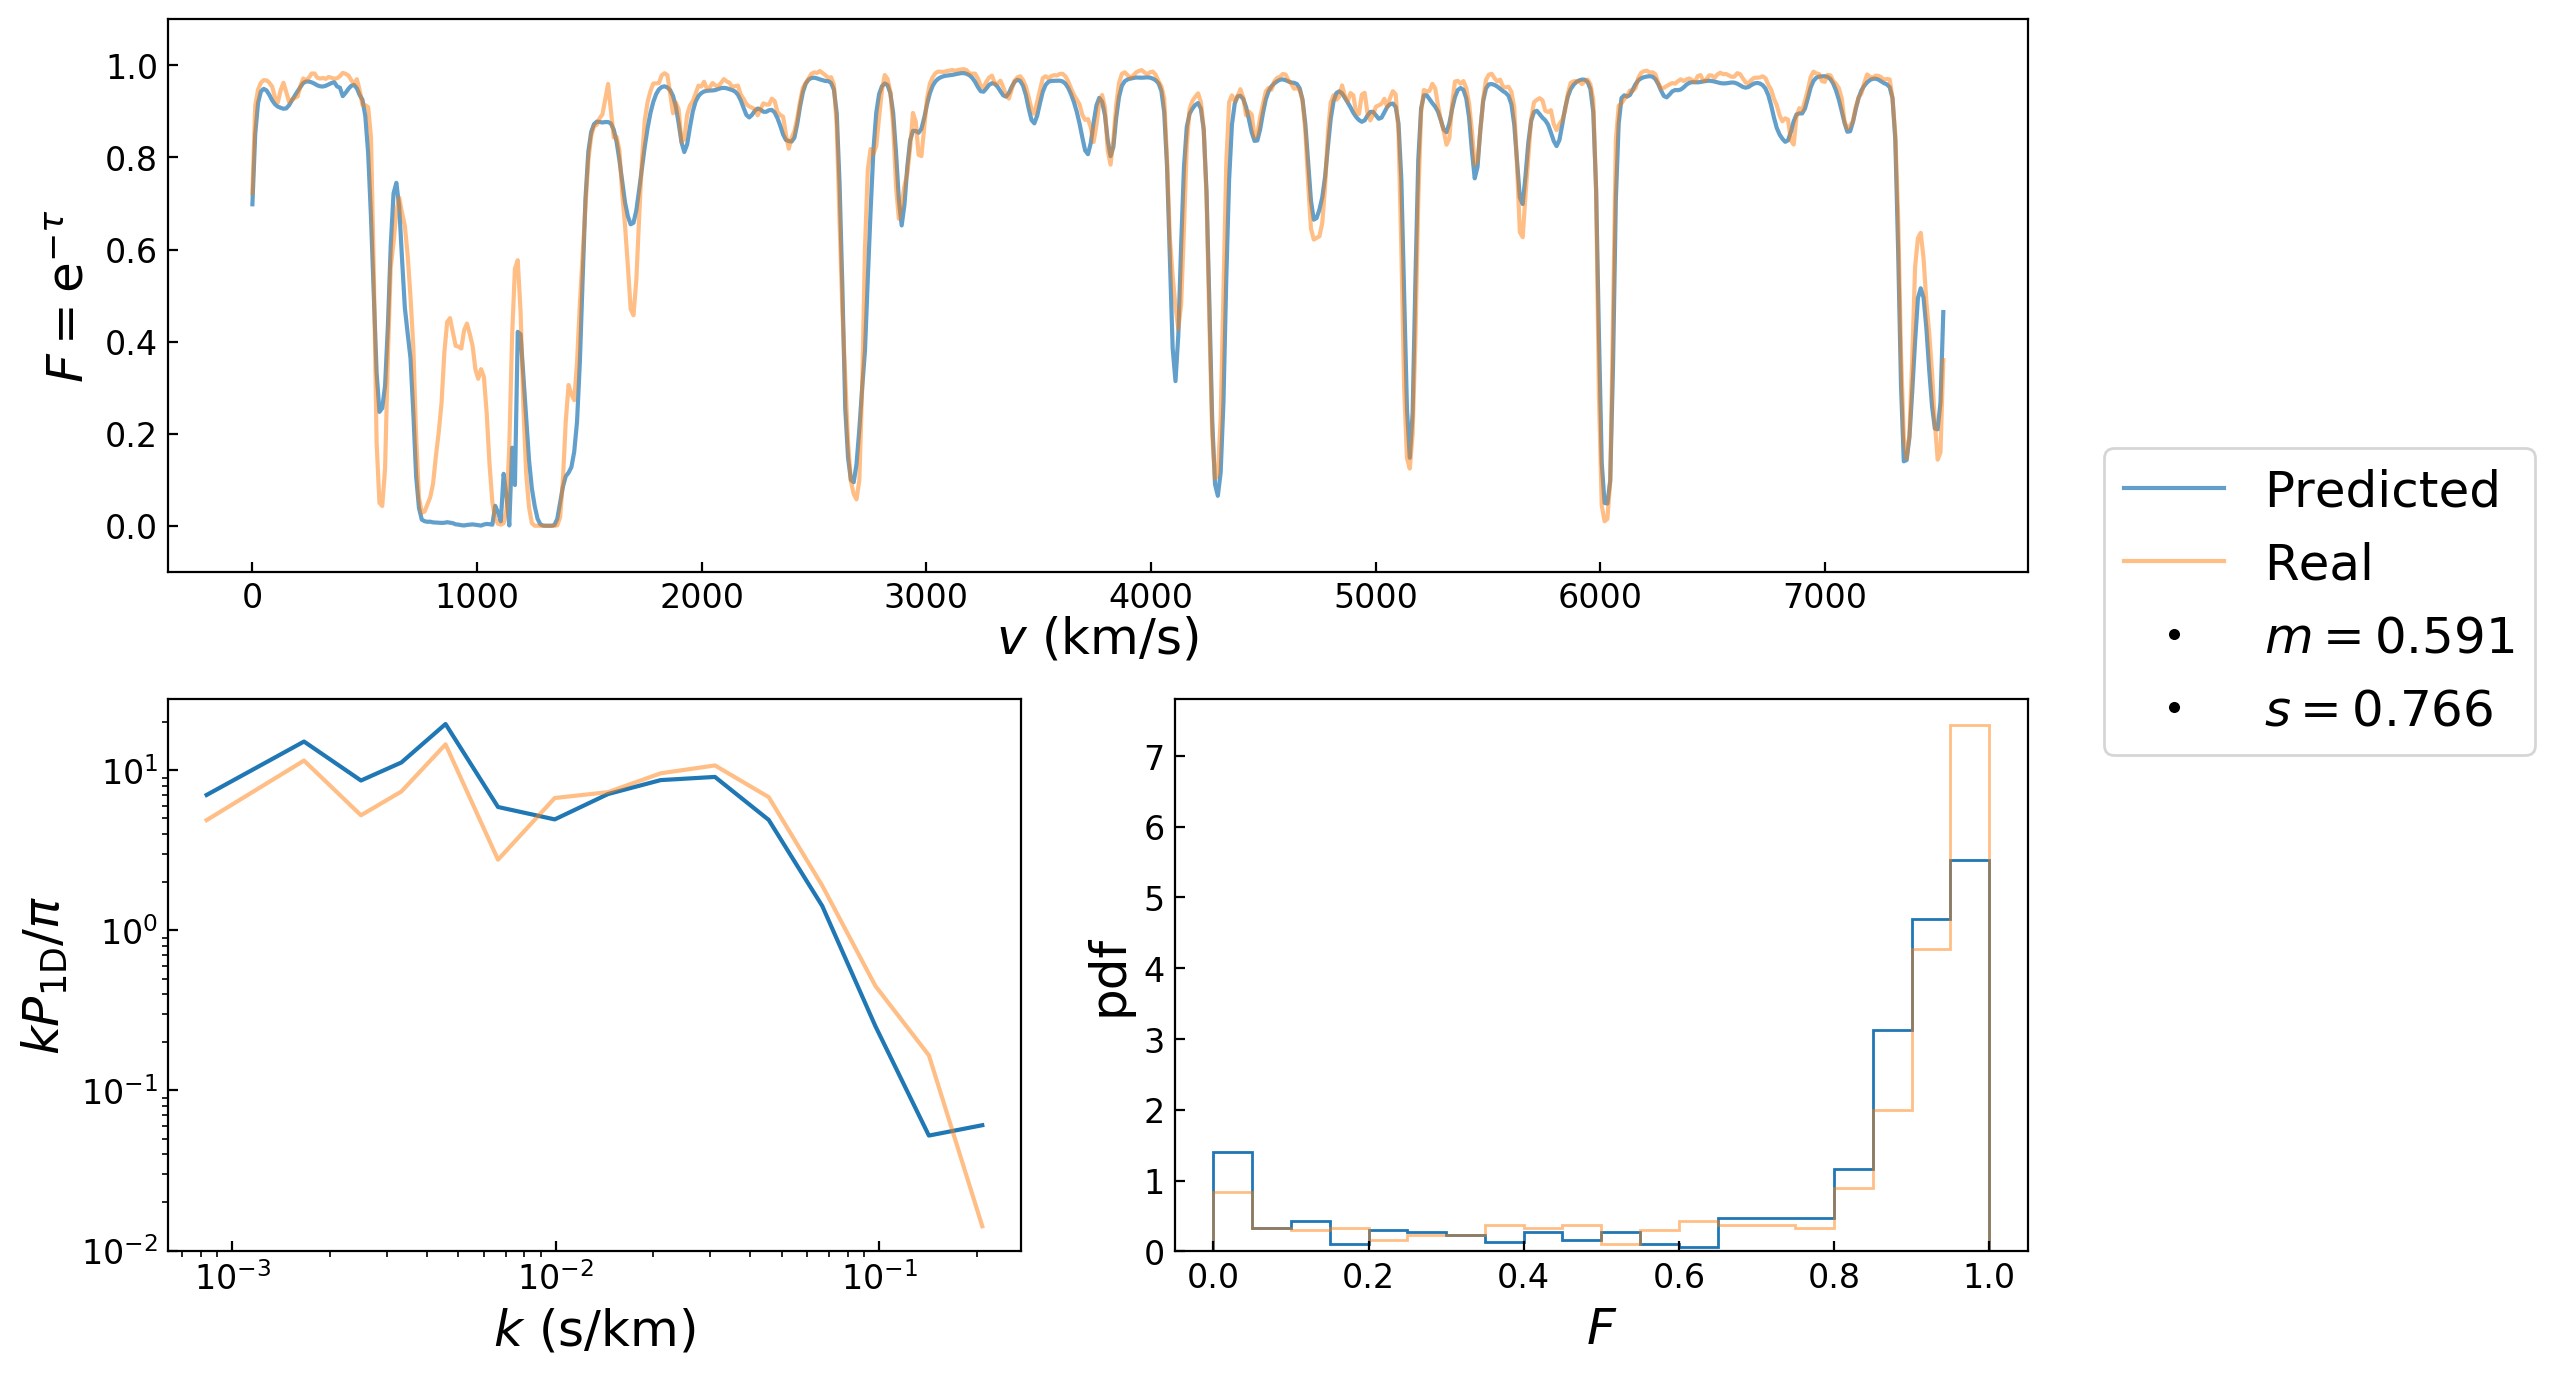 F = e^{−τ}
1.0
0.8
0.6
0.4
0.2
0.0
0 1000 2000 3000 4000 5000 6000 7000
v (km/s)
Predicted
Real
m = 0.591
s = 0.766
kP_{1D}/π
10^1
10^0
10^{−1}
10^{−2}
10^{−3} 10^{−2} 10^{−1}
k (s/km)
pdf
7
6
5
4
3
2
1
0
0.0 0.2 0.4 0.6 0.8 1.0
F